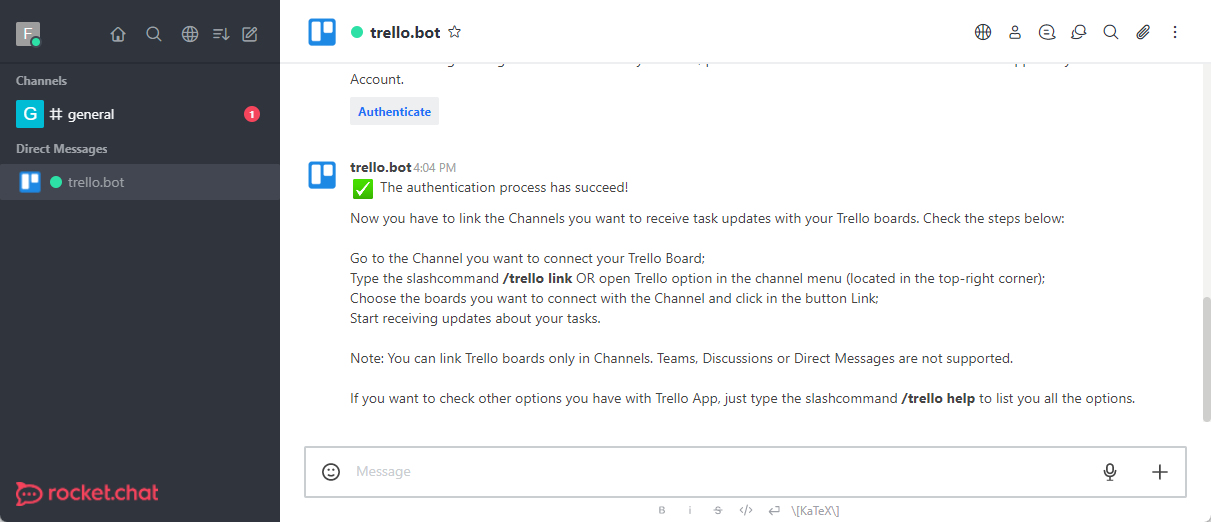 F
trello.bot
Channels
G # general 1
Direct Messages
trello.bot
Account.
Authenticate
trello.bot 4:04 PM
The authentication process has succeed!
Now you have to link the Channels you want to receive task updates with your Trello boards. Check the steps below:
Go to the Channel you want to connect your Trello Board;
Type the slashcommand /trello link OR open Trello option in the channel menu (located in the top-right corner);
Choose the boards you want to connect with the Channel and click in the button Link;
Start receiving updates about your tasks.
Note: You can link Trello boards only in Channels. Teams, Discussions or Direct Messages are not supported.
If you want to check other options you have with Trello App, just type the slashcommand /trello help to list you all the options.
Message
rocket.chat
B i S </> \[KaTeX\]